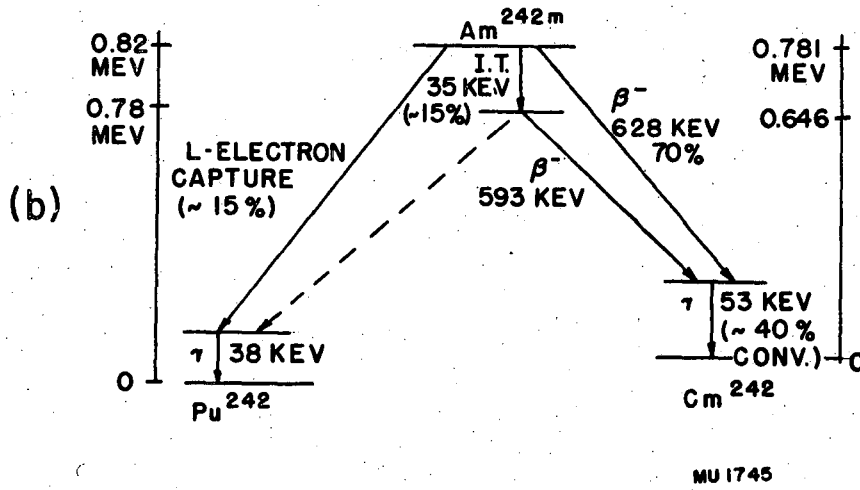 (b)
Am²⁴²ᵐ
0.82
MEV
0.78
MEV
0
I.T.
35 KEV
(~15%)
L-ELECTRON
CAPTURE
(~ 15 %)
β⁻
593 KEV
β⁻
628 KEV
70%
0.781
MEV
0.646
0
γ 38 KEV
Pu²⁴²
γ 53 KEV
(~ 40 %
CONV.)
Cm²⁴²
MU 1745